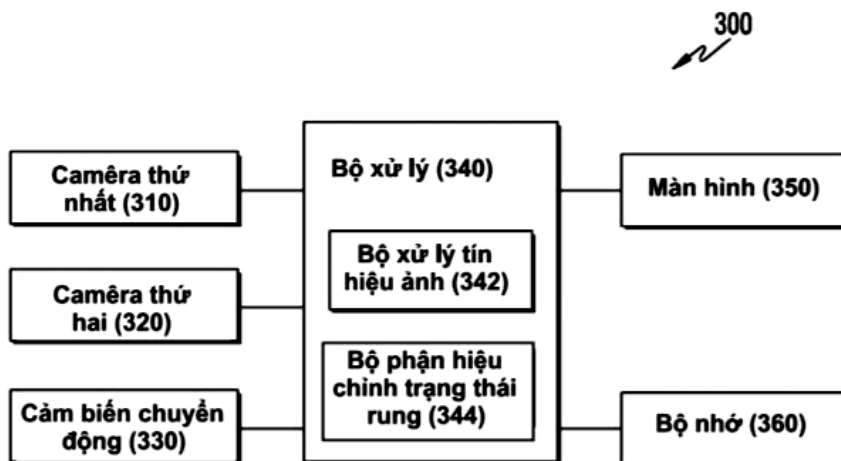 300
Camêra thứ
nhất (310)
Bộ xử lý (340)
Màn hình (350)
Bộ xử lý tín
hiệu ảnh (342)
Camêra thứ
hai (320)
Bộ phận hiệu
chỉnh trạng thái
rung (344)
Cảm biến chuyển
động (330)
Bộ nhớ (360)